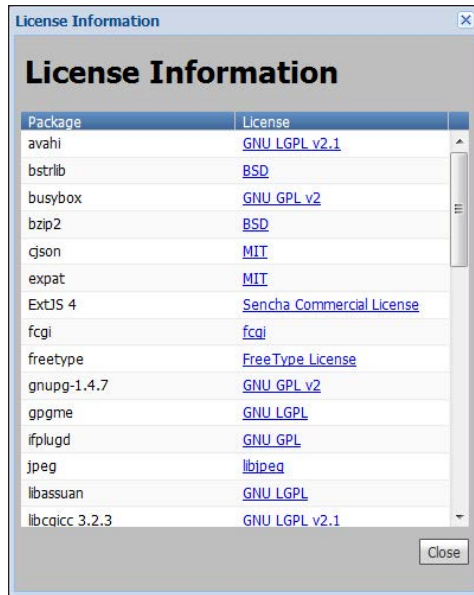 License Information
License Information
Package License
avahi GNU LGPL v2.1
bstrlib BSD
busybox GNU GPL v2
bzip2 BSD
cjson MIT
expat MIT
ExtJS 4 Sencha Commercial License
fcgi fcgi
freetype FreeType License
gnupg-1.4.7 GNU GPL v2
gpgme GNU LGPL
ifplugd GNU GPL
jpeg libjpeg
libassuan GNU LGPL
libcgicc 3.2.3 GNU LGPL v2.1
Close